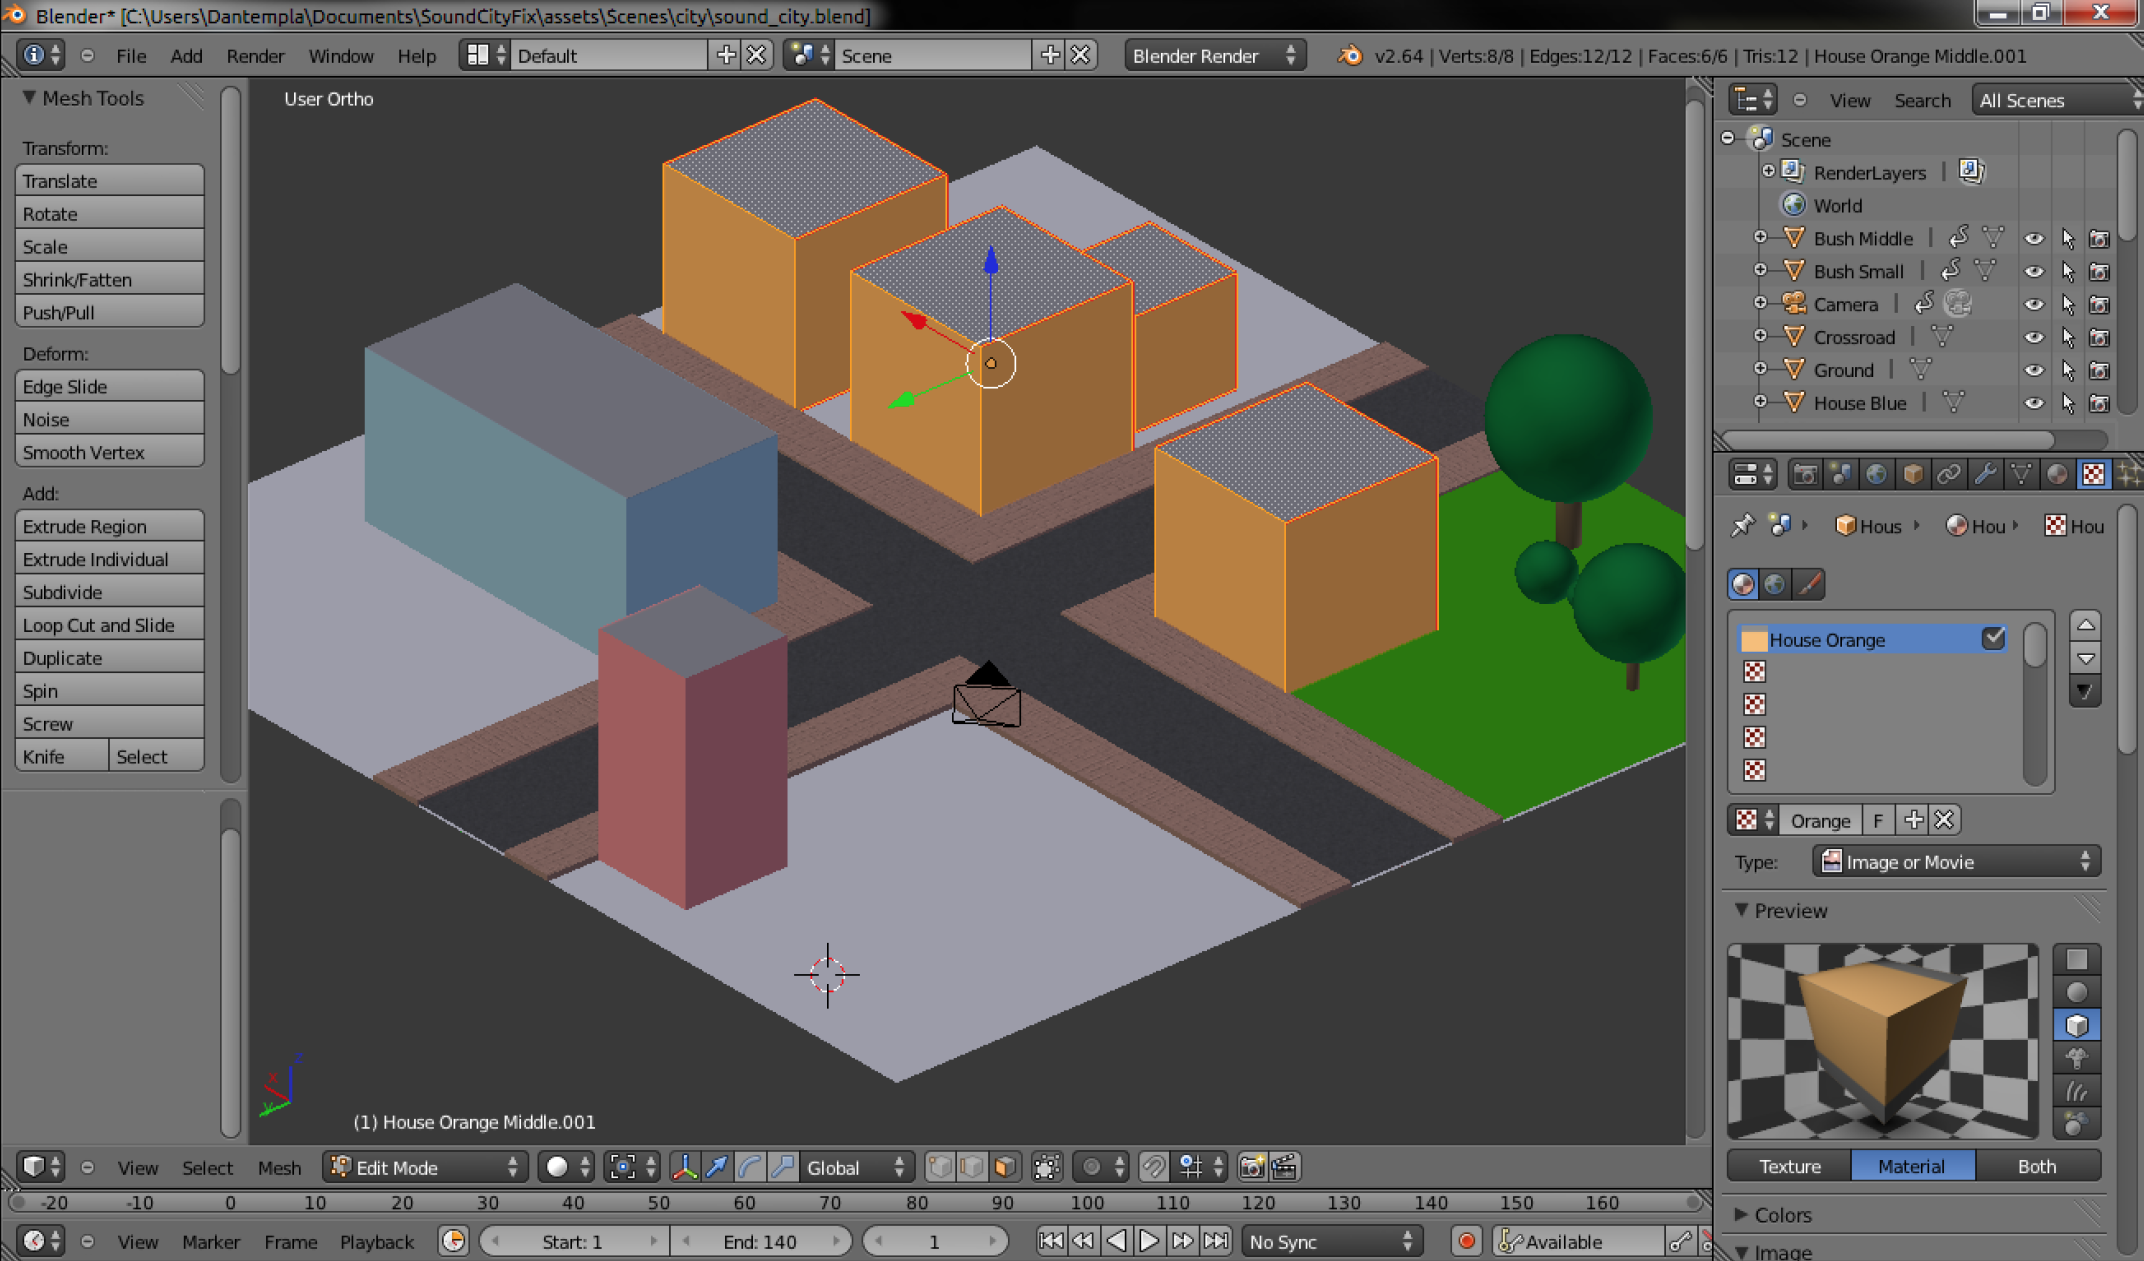 Blender* [C:\Users\Dantempla\Documents\SoundCityFix\assets\Scenes\city\sound_city.blend]
File Add Render Window Help Default Scene Blender Render v2.64 | Verts:8/8 | Edges:12/12 | Faces:6/6 | Tris:12 | House Orange Middle.001
Mesh Tools
Transform:
Translate
Rotate
Scale
Shrink/Fatten
Push/Pull
Deform:
Edge Slide
Noise
Smooth Vertex
Add:
Extrude Region
Extrude Individual
Subdivide
Loop Cut and Slide
Duplicate
Spin
Screw
Knife Select
User Ortho
z
x
y
(1) House Orange Middle.001
View Search All Scenes
Scene
RenderLayers
World
Bush Middle
Bush Small
Camera
Crossroad
Ground
House Blue
Hous Hou Hou
House Orange
Orange F
Type: Image or Movie
Preview
Texture Material Both
Colors
Image
View Select Mesh Edit Mode Global
-20 -10 0 10 20 30 40 50 60 70 80 90 100 110 120 130 140 150 160
View Marker Frame Playback Start: 1 End: 140 1 No Sync Available